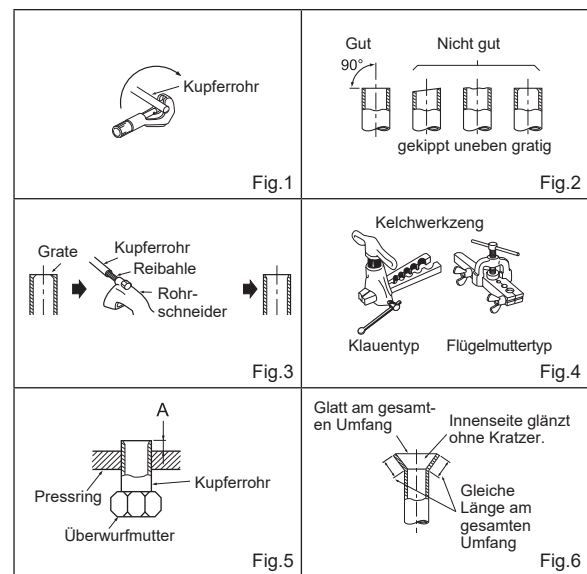 Kupferrohr
Fig.1
Gut
Nicht gut
90°
gekippt uneben gratig
Fig.2
Grate
Kupferrohr
Reibahle
Rohr-
schneider
Fig.3
Kelchwerkzeng
Klauentyp
Flügelmuttertyp
Fig.4
A
Pressring
Kupferrohr
Überwurfmutter
Fig.5
Glatt am gesamt-
en Umfang
Innenseite glänzt
ohne Kratzer.
Gleiche
Länge am
gesamten
Umfang
Fig.6